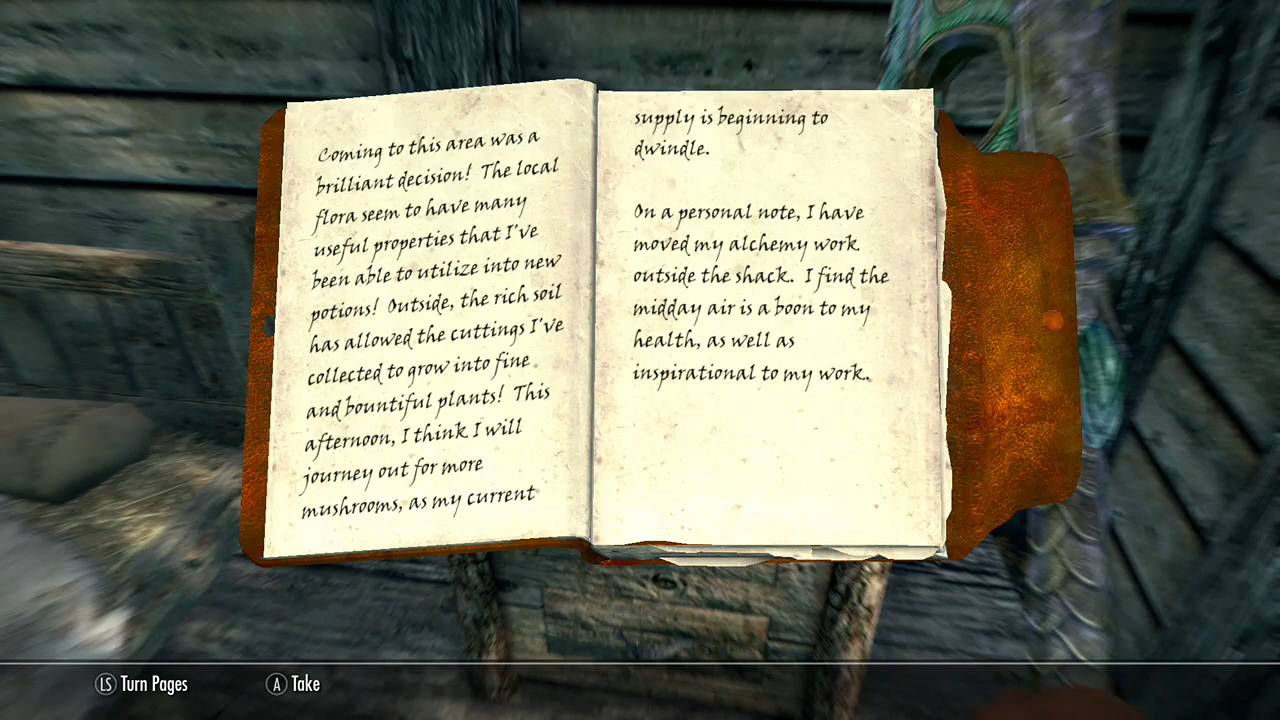 Coming to this area was a
brilliant decision! The local
flora seem to have many
useful properties that I've
been able to utilize into new
potions! Outside, the rich soil
has allowed the cuttings I've
collected to grow into fine
and bountiful plants! This
afternoon, I think I will
journey out for more
mushrooms, as my current
supply is beginning to
dwindle.
On a personal note, I have
moved my alchemy work
outside the shack. I find the
midday air is a boon to my
health, as well as
inspirational to my work.
LS Turn Pages
A Take